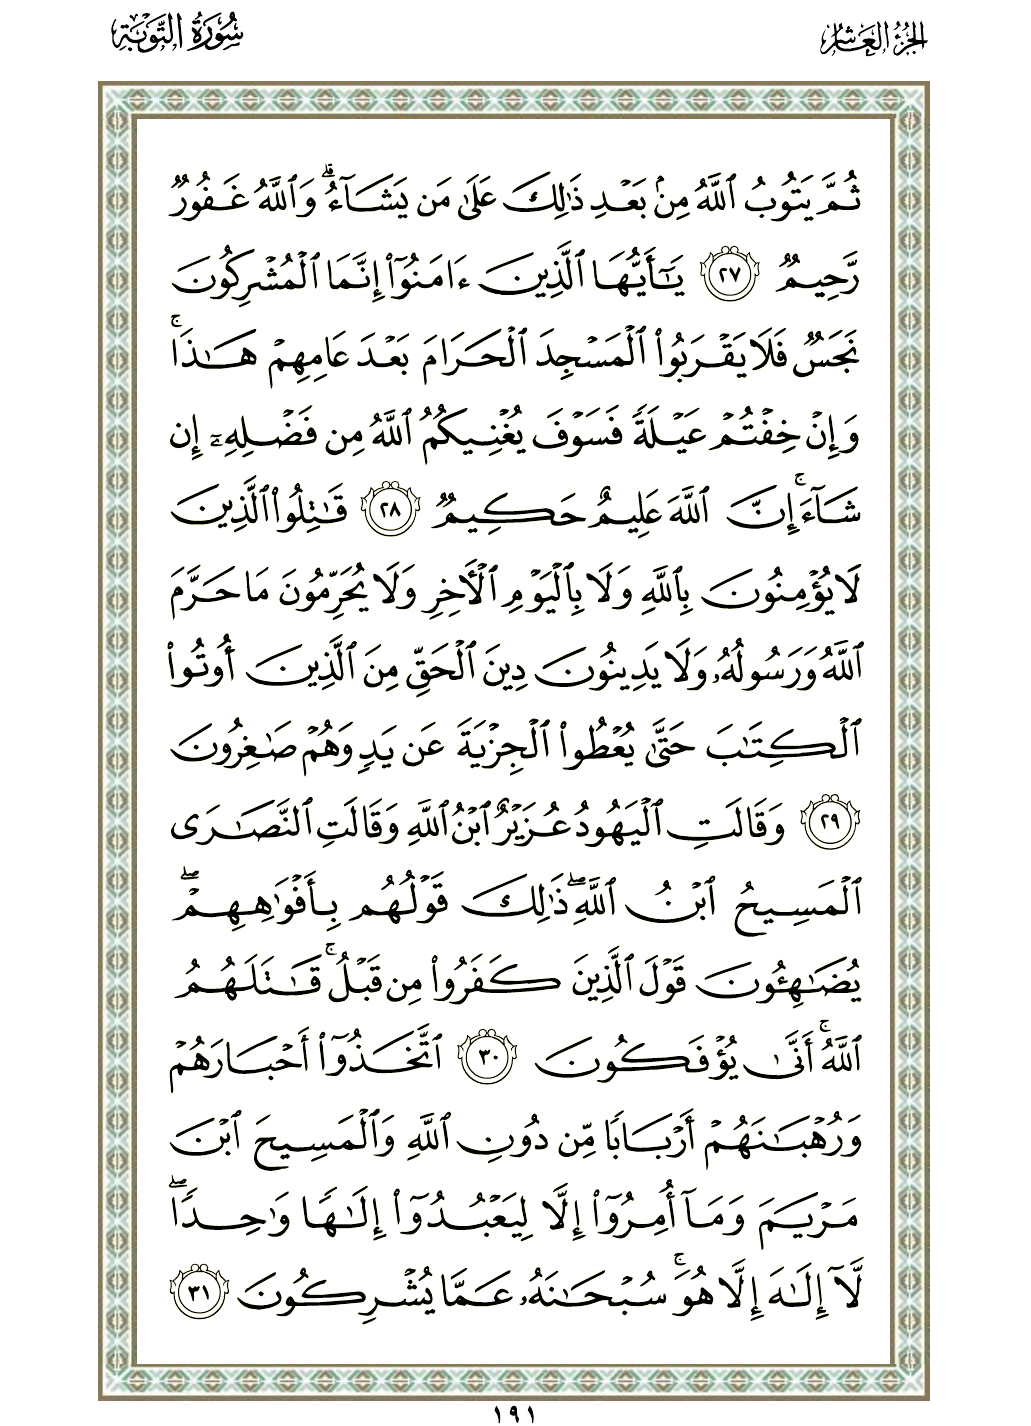 الجزء العاشر
سورة التوبة
ثُمَّ يَتُوبُ ٱللَّهُ مِنۢ بَعْدِ ذَٰلِكَ عَلَىٰ مَن يَشَآءُ ۗ وَٱللَّهُ غَفُورٌ
رَّحِيمٌ ٢٧ يَٰٓأَيُّهَا ٱلَّذِينَ ءَامَنُوٓا۟ إِنَّمَا ٱلْمُشْرِكُونَ
نَجَسٌ فَلَا يَقْرَبُوا۟ ٱلْمَسْجِدَ ٱلْحَرَامَ بَعْدَ عَامِهِمْ هَٰذَا ۚ
وَإِنْ خِفْتُمْ عَيْلَةً فَسَوْفَ يُغْنِيكُمُ ٱللَّهُ مِن فَضْلِهِۦٓ إِن
شَآءَ ۚ إِنَّ ٱللَّهَ عَلِيمٌ حَكِيمٌ ٢٨ قَٰتِلُوا۟ ٱلَّذِينَ
لَا يُؤْمِنُونَ بِٱللَّهِ وَلَا بِٱلْيَوْمِ ٱلْأَخِرِ وَلَا يُحَرِّمُونَ مَا حَرَّمَ
ٱللَّهُ وَرَسُولُهُۥ وَلَا يَدِينُونَ دِينَ ٱلْحَقِّ مِنَ ٱلَّذِينَ أُوتُوا۟
ٱلْكِتَٰبَ حَتَّىٰ يُعْطُوا۟ ٱلْجِزْيَةَ عَن يَدٍ وَهُمْ صَٰغِرُونَ
٢٩ وَقَالَتِ ٱلْيَهُودُ عُزَيْرٌ ٱبْنُ ٱللَّهِ وَقَالَتِ ٱلنَّصَٰرَى
ٱلْمَسِيحُ ٱبْنُ ٱللَّهِ ۖ ذَٰلِكَ قَوْلُهُم بِأَفْوَٰهِهِمْ ۖ
يُضَٰهِـُٔونَ قَوْلَ ٱلَّذِينَ كَفَرُوا۟ مِن قَبْلُ ۚ قَٰتَلَهُمُ
ٱللَّهُ ۚ أَنَّىٰ يُؤْفَكُونَ ٣٠ ٱتَّخَذُوٓا۟ أَحْبَارَهُمْ
وَرُهْبَٰنَهُمْ أَرْبَابًا مِّن دُونِ ٱللَّهِ وَٱلْمَسِيحَ ٱبْنَ
مَرْيَمَ وَمَآ أُمِرُوٓا۟ إِلَّا لِيَعْبُدُوٓا۟ إِلَٰهًا وَٰحِدًا ۖ
لَّآ إِلَٰهَ إِلَّا هُوَ ۚ سُبْحَٰنَهُۥ عَمَّا يُشْرِكُونَ ٣١
١٩١